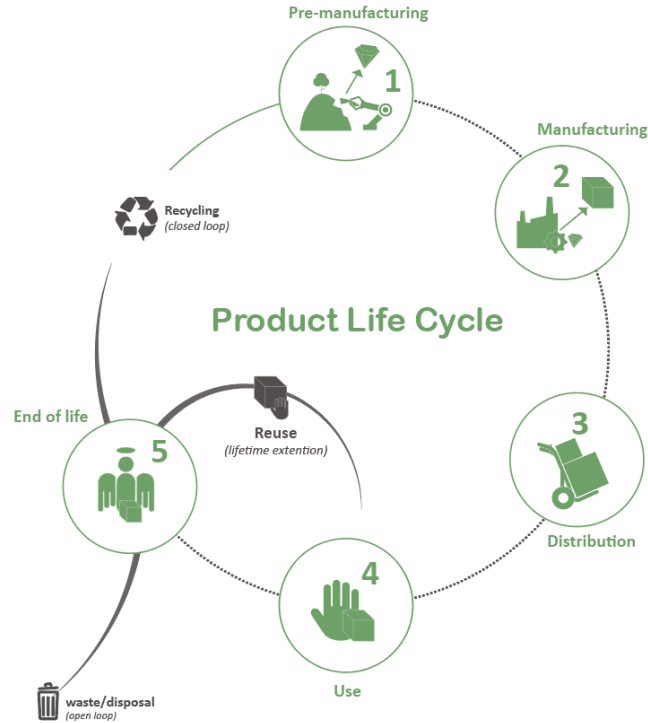 Pre-manufacturing
1
Manufacturing
2
Recycling
(closed loop)
Product Life Cycle
End of life
Reuse
(lifetime extention)
3
5
Distribution
4
Use
waste/disposal
(open loop)